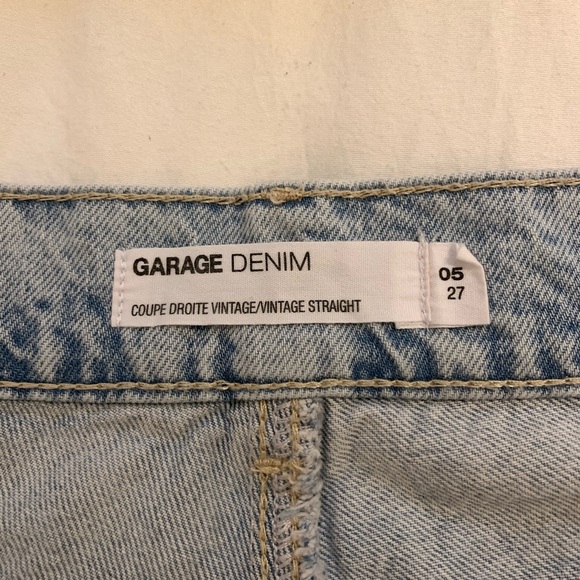 GARAGE DENIM
COUPE DROITE VINTAGE/VINTAGE STRAIGHT
05
27